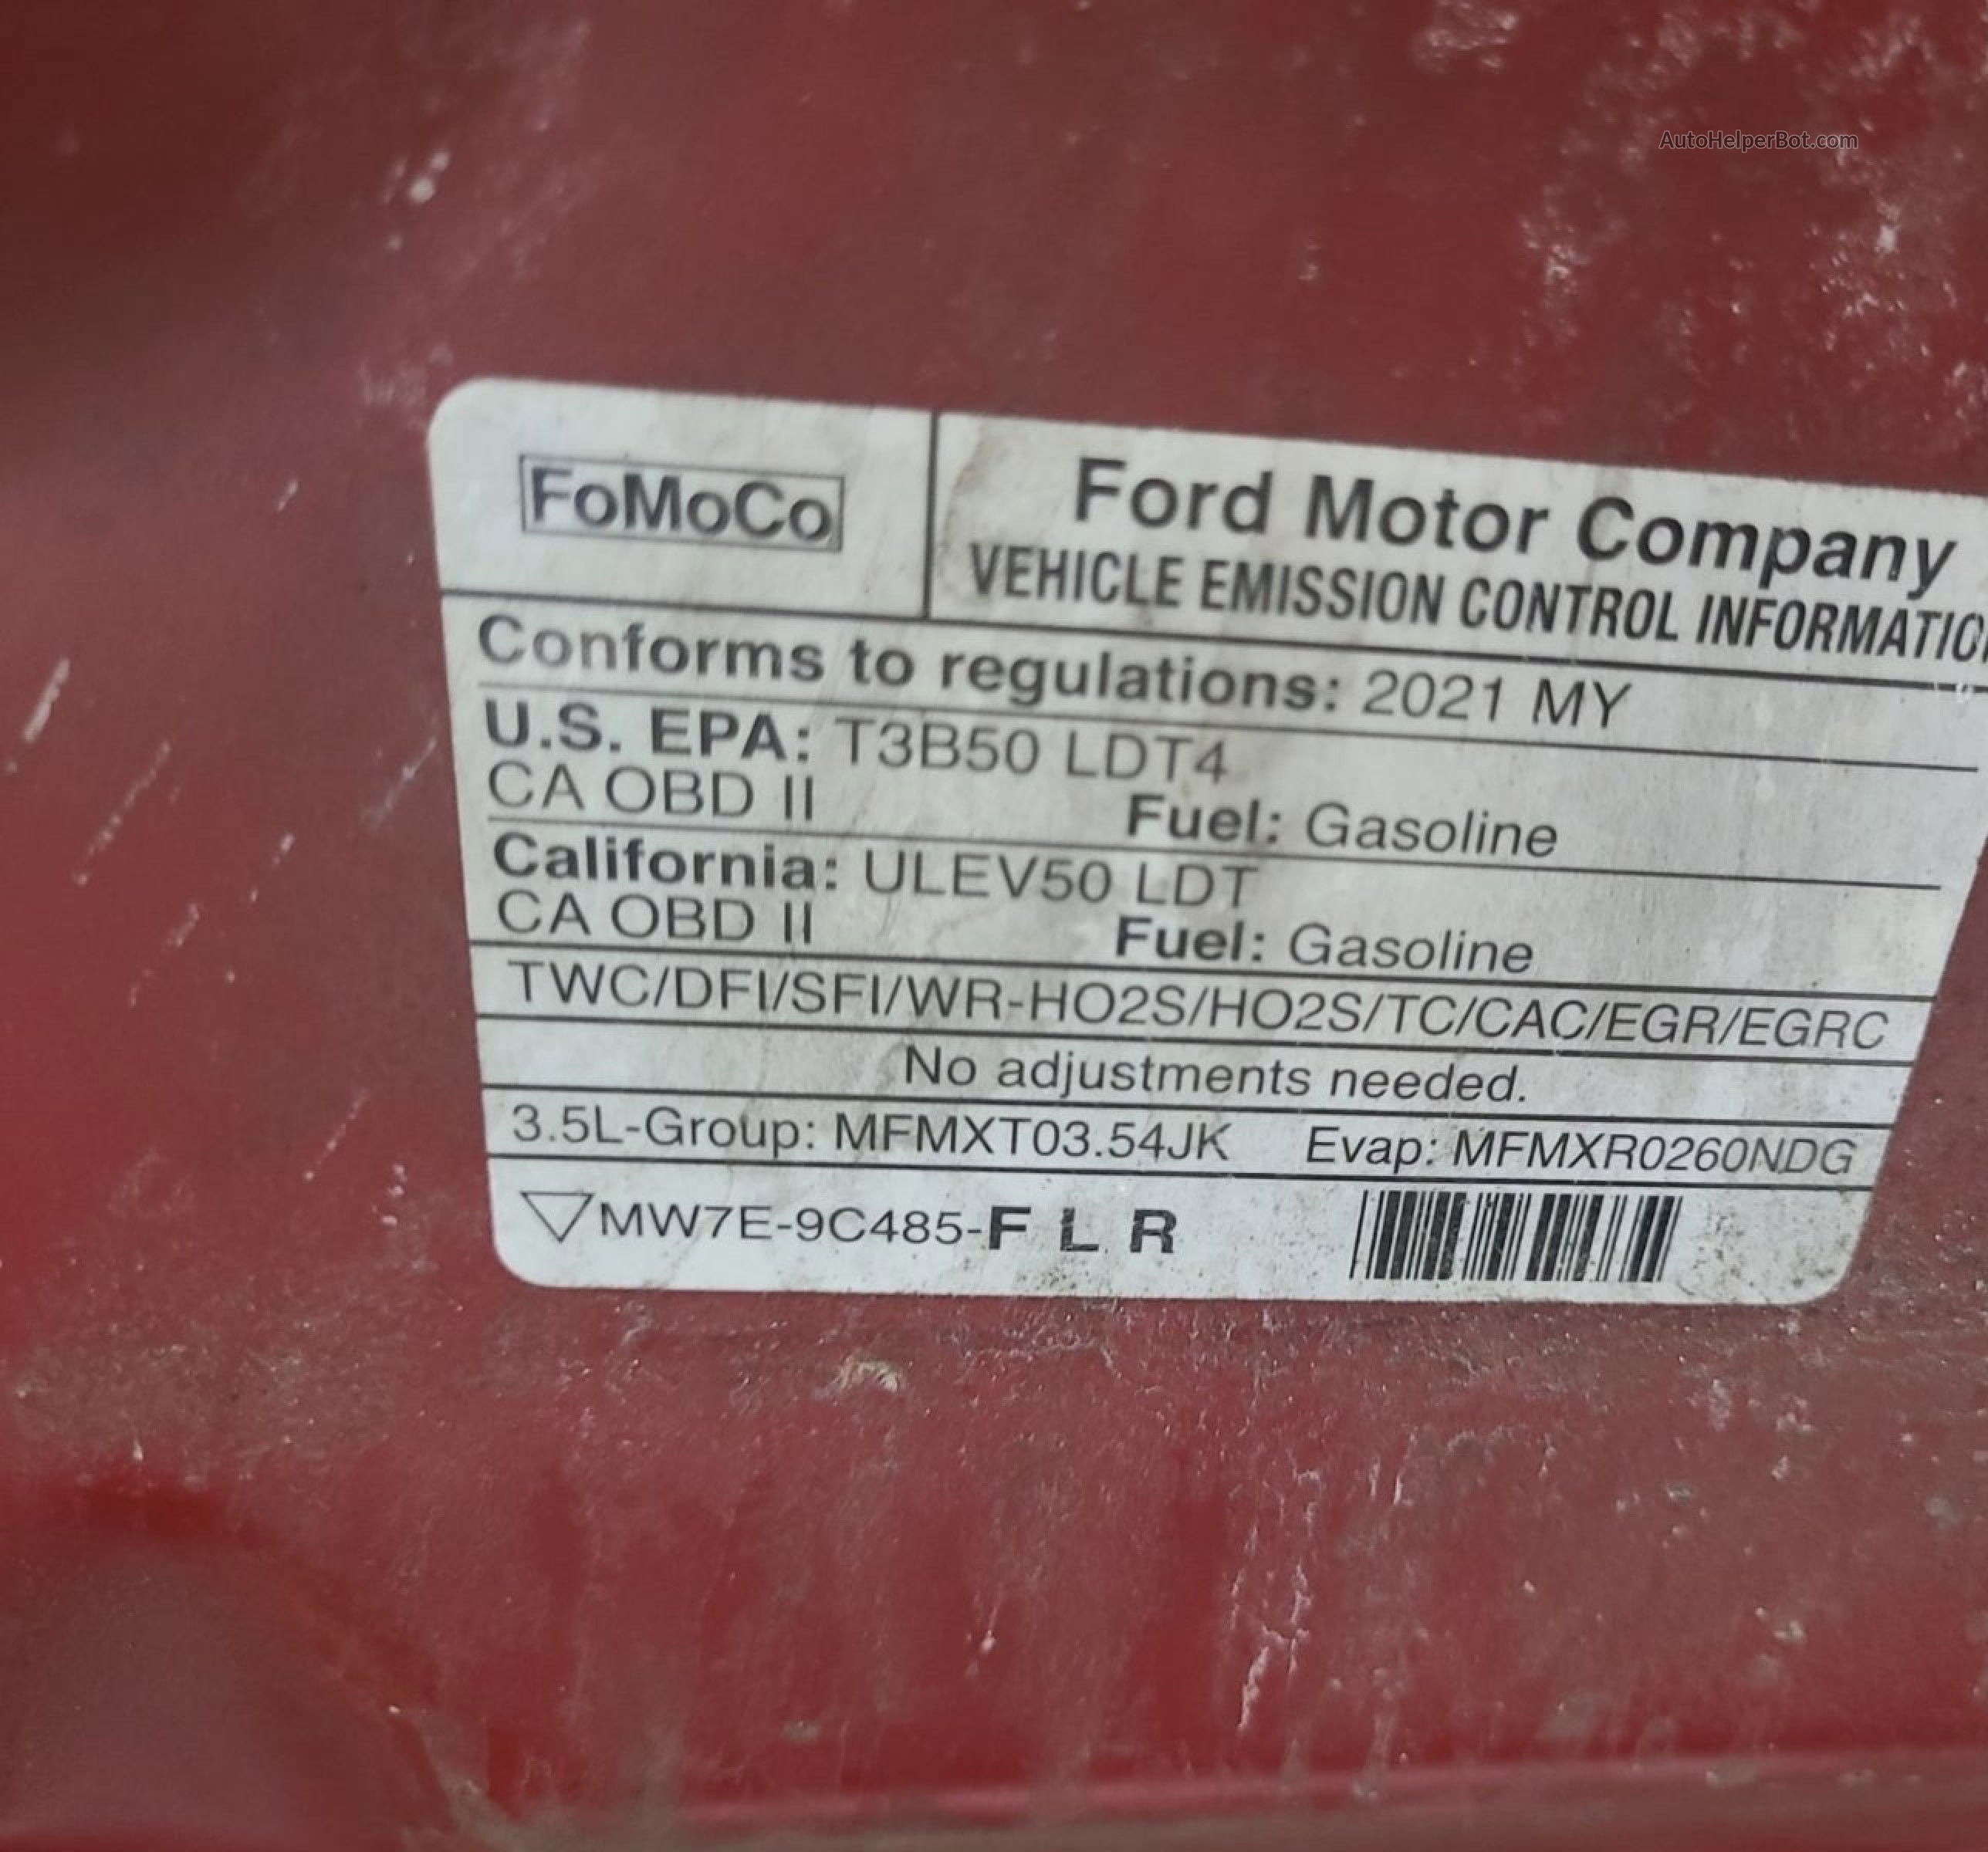 AutoHelperBot.com
FoMoCo
Ford Motor Company
VEHICLE EMISSION CONTROL INFORMATION
Conforms to regulations: 2021 MY
U.S. EPA: T3B50 LDT4
CA OBD II Fuel: Gasoline
California: ULEV50 LDT
CA OBD II Fuel: Gasoline
TWC/DFI/SFI/WR-HO2S/HO2S/TC/CAC/EGR/EGRC
No adjustments needed.
3.5L-Group: MFMXT03.54JK Evap: MFMXR0260NDG
MW7E-9C485-F L R